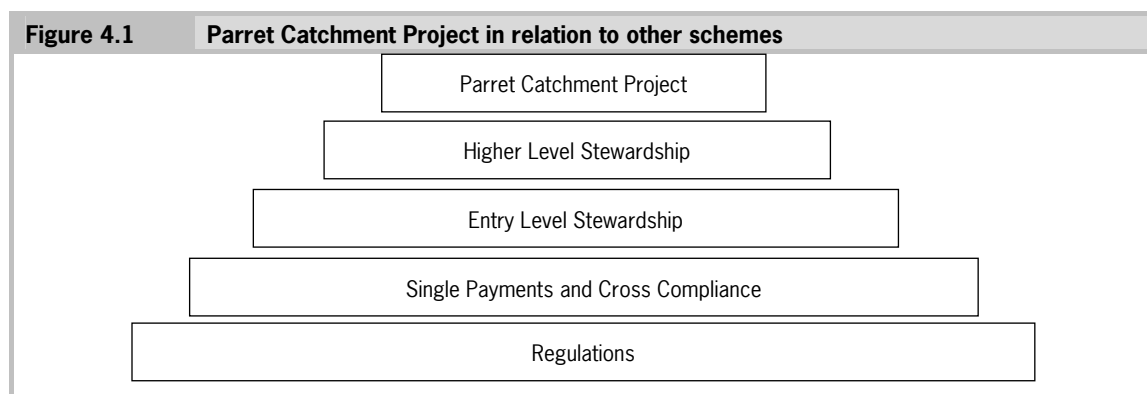 Figure 4.1 Parret Catchment Project in relation to other schemes
Parret Catchment Project
Higher Level Stewardship
Entry Level Stewardship
Single Payments and Cross Compliance
Regulations